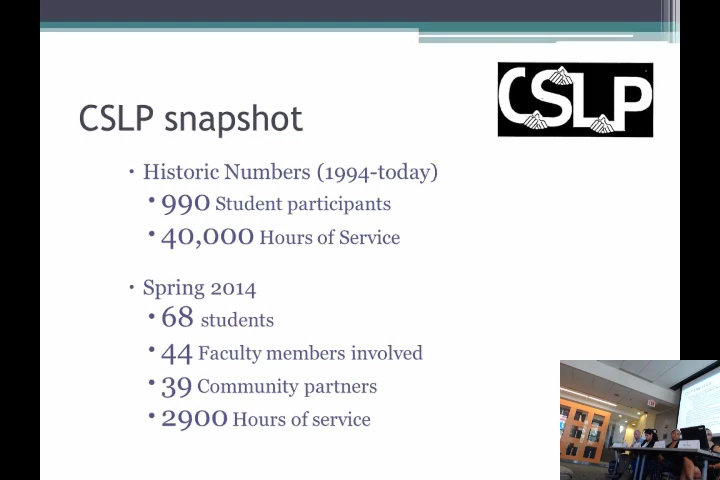 CSLP
CSLP snapshot
• Historic Numbers (1994-today)
• 990 Student participants
• 40,000 Hours of Service
• Spring 2014
• 68 students
• 44 Faculty members involved
• 39 Community partners
• 2900 Hours of service